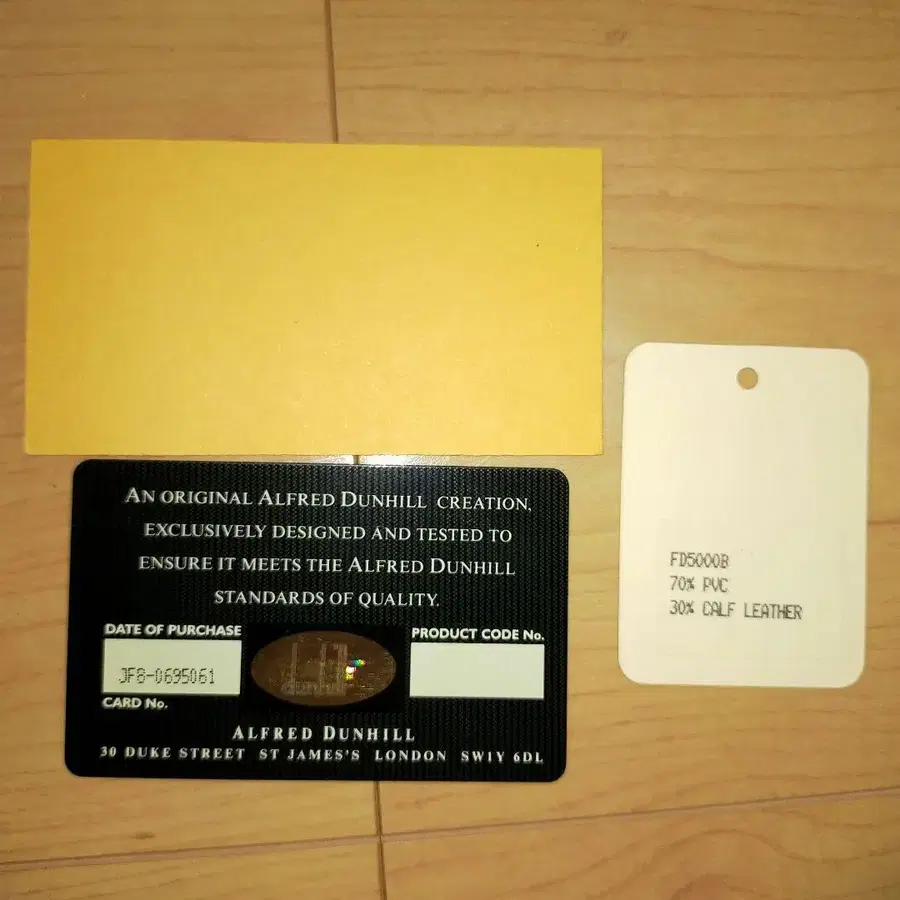 AN ORIGINAL ALFRED DUNHILL CREATION,
EXCLUSIVELY DESIGNED AND TESTED TO
ENSURE IT MEETS THE ALFRED DUNHILL
STANDARDS OF QUALITY.
DATE OF PURCHASE
PRODUCT CODE No.
JF8-0695061
CARD No.
ALFRED DUNHILL
30 DUKE STREET ST JAMES'S LONDON SW1Y 6DL
FD5000B
70% PVC
30% CALF LEATHER